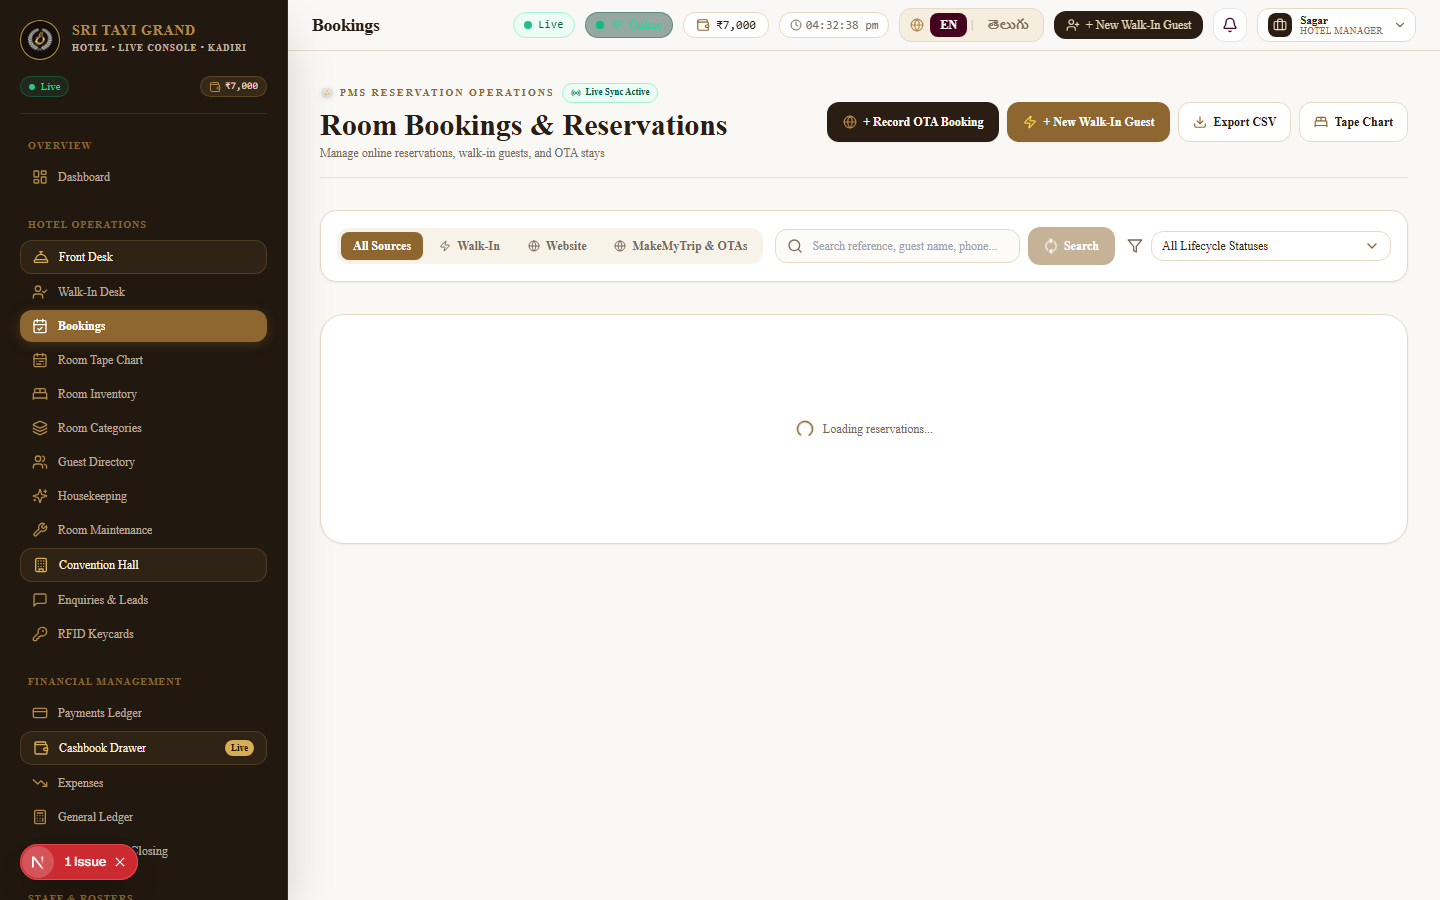 SRI TAYI GRAND
HOTEL • LIVE CONSOLE • KADIRI
Live
₹7,000
OVERVIEW
Dashboard
HOTEL OPERATIONS
Front Desk
Walk-In Desk
Bookings
Room Tape Chart
Room Inventory
Room Categories
Guest Directory
Housekeeping
Room Maintenance
Convention Hall
Enquiries & Leads
RFID Keycards
FINANCIAL MANAGEMENT
Payments Ledger
Cashbook Drawer
Live
Expenses
General Ledger
Closing
1 Issue
STAFF & ROSTERS
Bookings
Live
Online
₹7,000
04:32:38 pm
EN
తెలుగు
+ New Walk-In Guest
Sagar
HOTEL MANAGER
PMS RESERVATION OPERATIONS
Live Sync Active
Room Bookings & Reservations
Manage online reservations, walk-in guests, and OTA stays
+ Record OTA Booking
+ New Walk-In Guest
Export CSV
Tape Chart
All Sources
Walk-In
Website
MakeMyTrip & OTAs
Search reference, guest name, phone...
Search
All Lifecycle Statuses
Loading reservations...